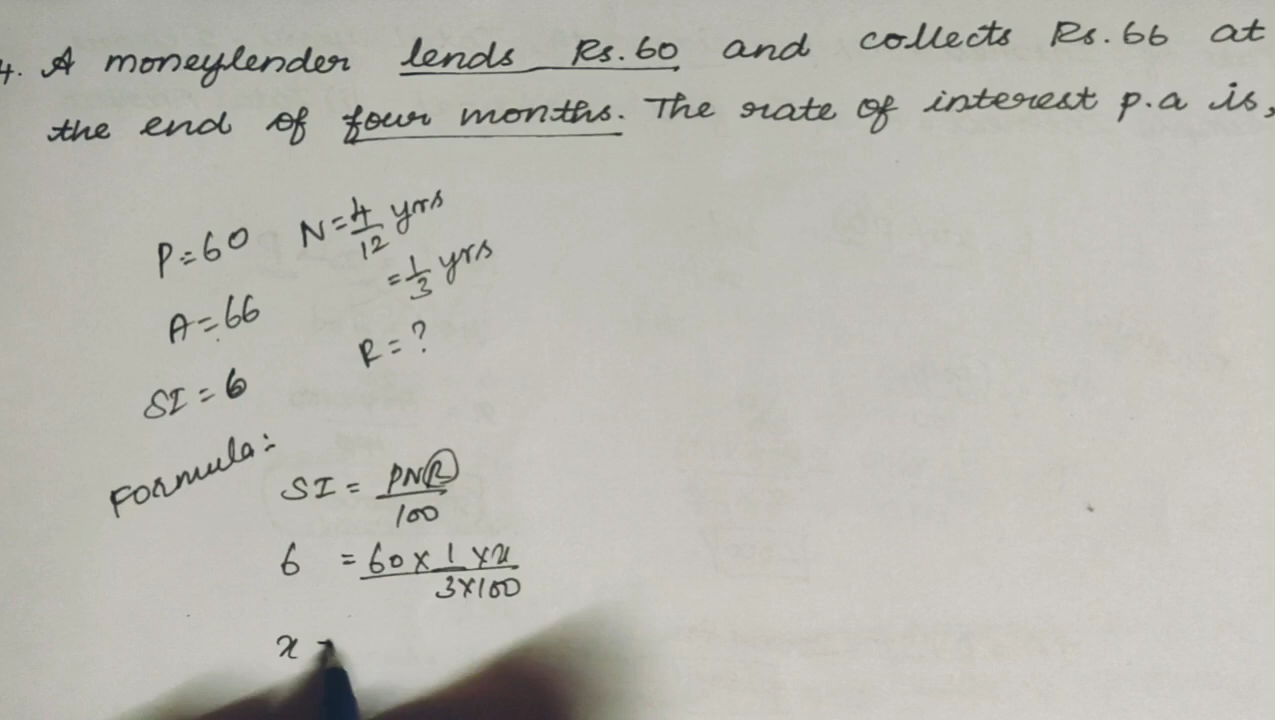 4. A moneylender lends Rs.60 and collects Rs.66 at
the end of four months. The rate of interest p.a is,
P=60 N=4/12 yrs
=1/3 yrs
A=66
R=?
SI=6
Formula:
SI = PNR/100
6 = 60×1×x/3×100
x =